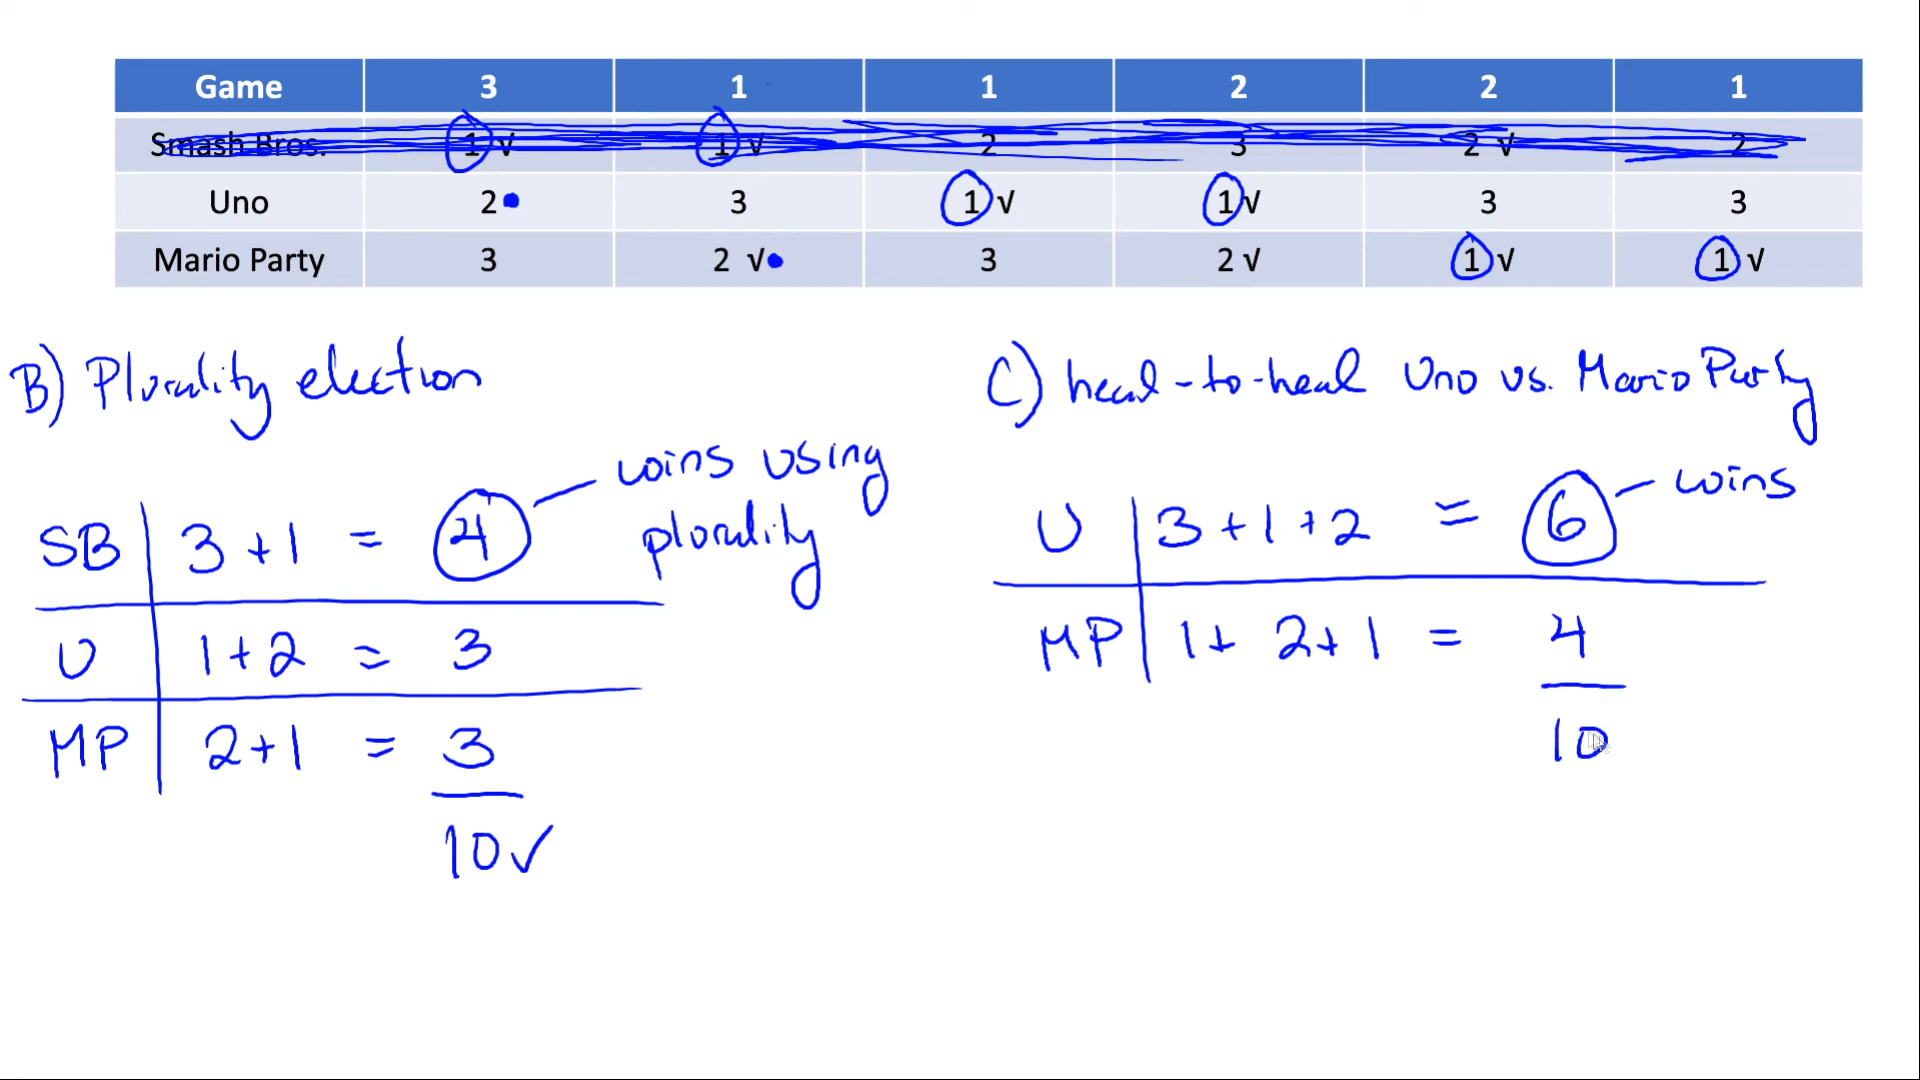 Game 3 1 1 2 2 1
Smash Bros. 1 √ 1 √ 2 3 2 √ 2
Uno 2 3 1 √ 1√ 3 3
Mario Party 3 2 √ 3 2 √ 1 √ 1 √
B) Plurality election
C) head-to-head Uno vs. Mario Party
wins using
plurality
SB 3 + 1 = 4
U 1 + 2 = 3
MP 2 + 1 = 3
10√
wins
U 3 + 1 + 2 = 6
MP 1 + 2 + 1 = 4
10